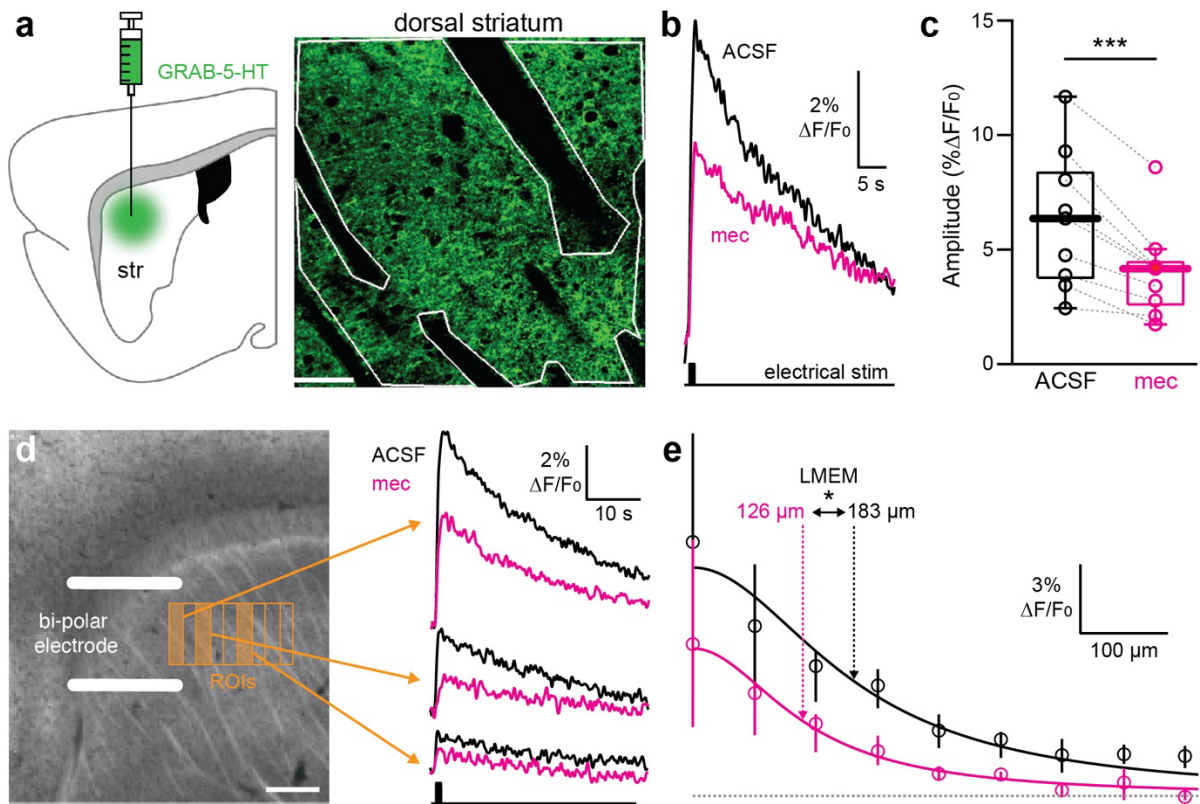 a
GRAB-5-HT
str
dorsal striatum
b
ACSF
mec
2%
ΔF/F₀
5 s
electrical stim
c
***
Amplitude (%ΔF/F₀)
15
10
5
0
ACSF
mec
d
bi-polar
electrode
ROIs
ACSF
mec
2%
ΔF/F₀
10 s
e
LMEM
*
126 µm
183 µm
3%
ΔF/F₀
100 µm